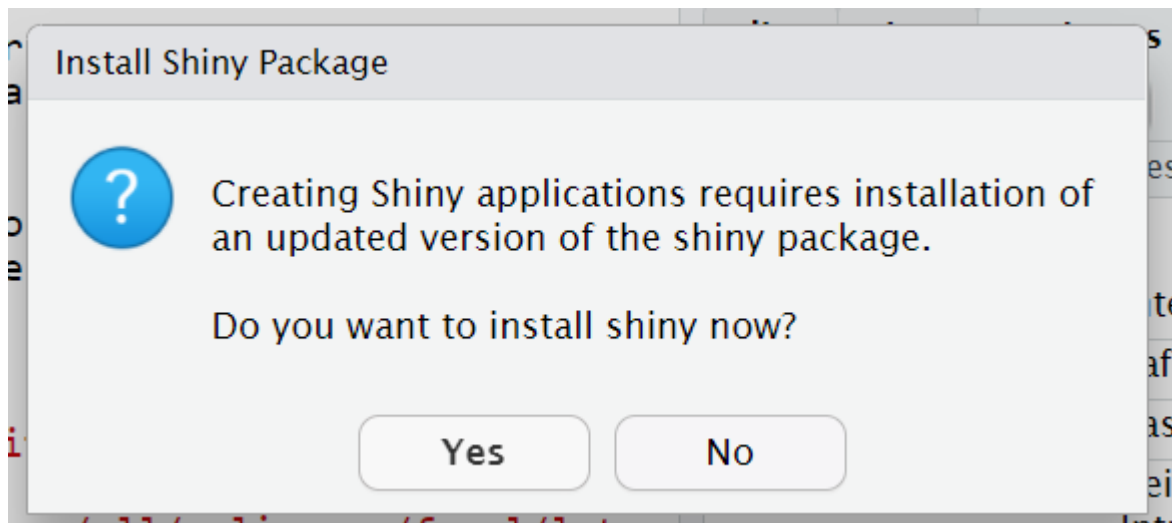 Install Shiny Package
?
Creating Shiny applications requires installation of
an updated version of the shiny package.
Do you want to install shiny now?
Yes
No